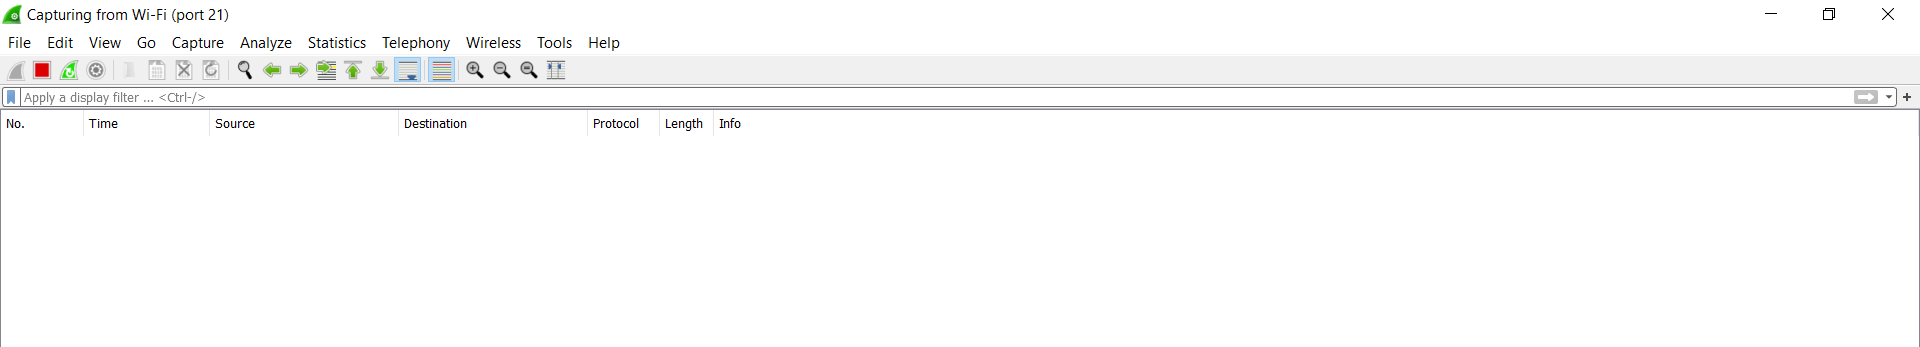 Capturing from Wi-Fi (port 21)
File Edit View Go Capture Analyze Statistics Telephony Wireless Tools Help
Apply a display filter ... <Ctrl-/>
No. Time Source Destination Protocol Length Info